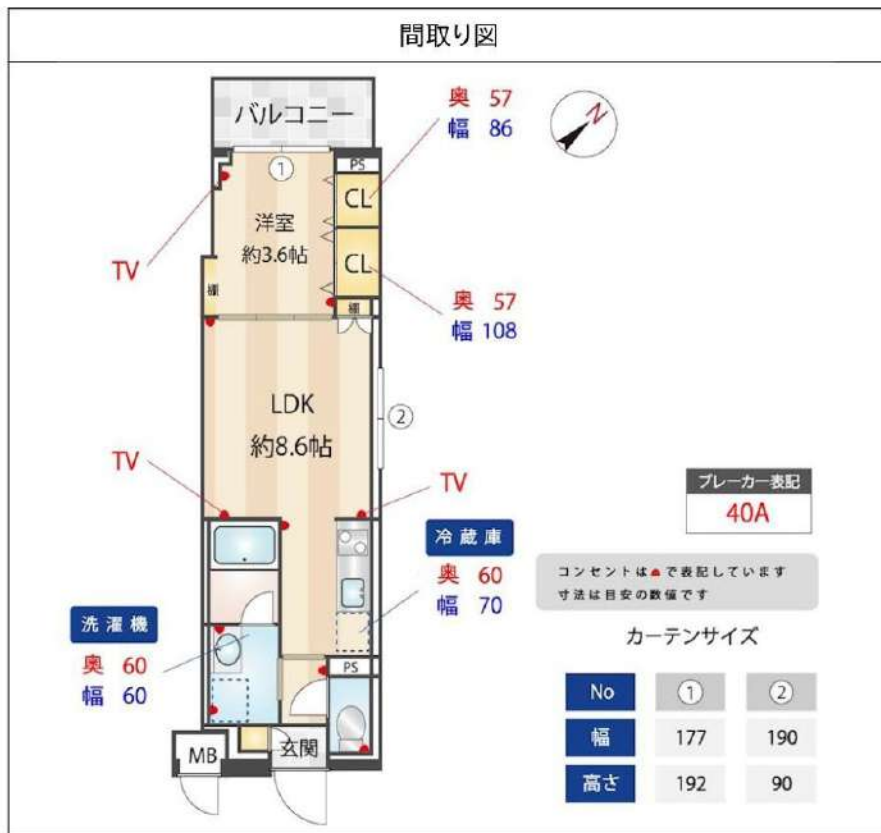 間取り図
バルコニー
奥 57
幅 86
N
①
PS
CL
洋室
約3.6帖
TV
CL
棚
棚
奥 57
幅 108
LDK
約8.6帖
②
TV
TV
ブレーカー表記
40A
冷蔵庫
奥 60
幅 70
コンセントは で表記しています
寸法は目安の数値です
洗濯機
奥 60
幅 60
カーテンサイズ
PS
No ① ②
幅 177 190
高さ 192 90
MB
玄関